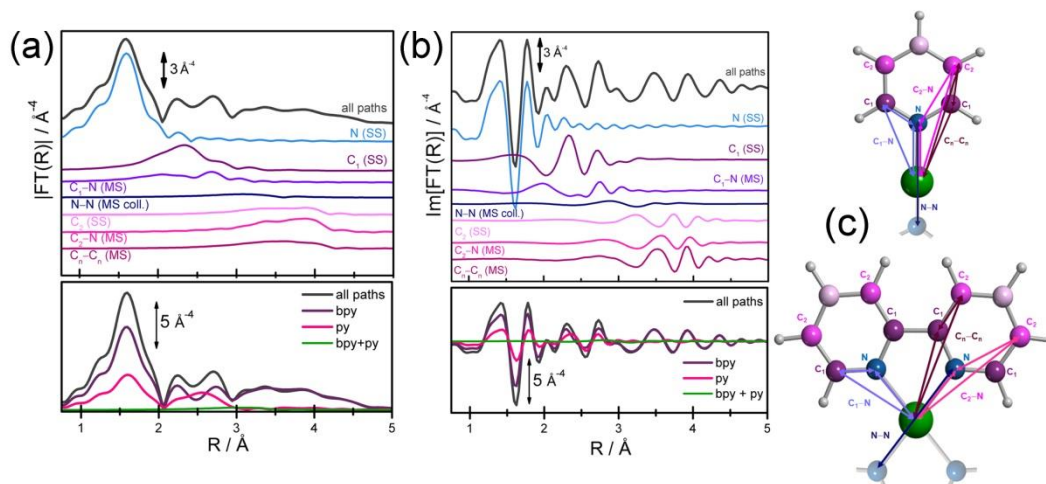 (a)
3 Å⁻⁴
all paths
N (SS)
C₁ (SS)
C₁–N (MS)
N–N (MS coll.)
C₂ (SS)
C₂–N (MS)
Cₙ–Cₙ (MS)
|FT(R)| / Å⁻⁴
5 Å⁻⁴
all paths
bpy
py
bpy+py
1 2 3 4 5
R / Å
(b)
3 Å⁻⁴
all paths
N (SS)
C₁ (SS)
C₁–N (MS)
N–N (MS coll.)
C₂ (SS)
C₂–N (MS)
Cₙ–Cₙ (MS)
Im[FT(R)] / Å⁻⁴
all paths
5 Å⁻⁴
bpy
py
bpy + py
1 2 3 4 5
R / Å
(c)
C₂
C₂
C₂–N
C₁
C₁
N
C₁–N
Cₙ–Cₙ
N–N
C₂
C₂
C₁
C₁
C₂
Cₙ–Cₙ
C₂
N
N
C₁
C₁
C₁–N
C₂–N
N–N